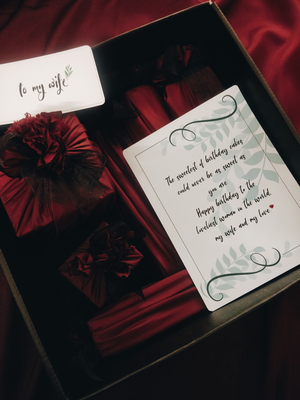 to my wife
The sweetest of birthday cakes
could never be as sweet as
you are.
Happy birthday to the
loveliest woman in the world,
my wife and my love.